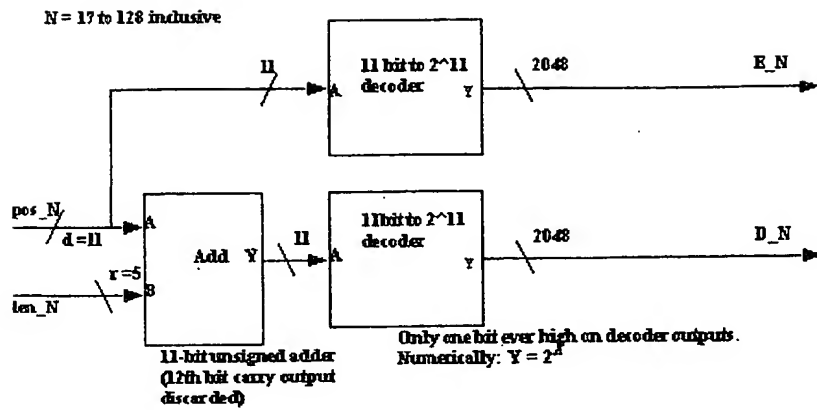 N = 17 to 128 inclusive
11
11 bit to 2^11
decoder
A
Y
2048
E_N
pos_N
d=11
A
Add
Y
r=5
B
len_N
11
11bit to 2^11
decoder
A
Y
2048
D_N
11-bit unsigned adder
(12th bit carry output
discarded)
Only one bit ever high on decoder outputs.
Numerically: Y = 2^A